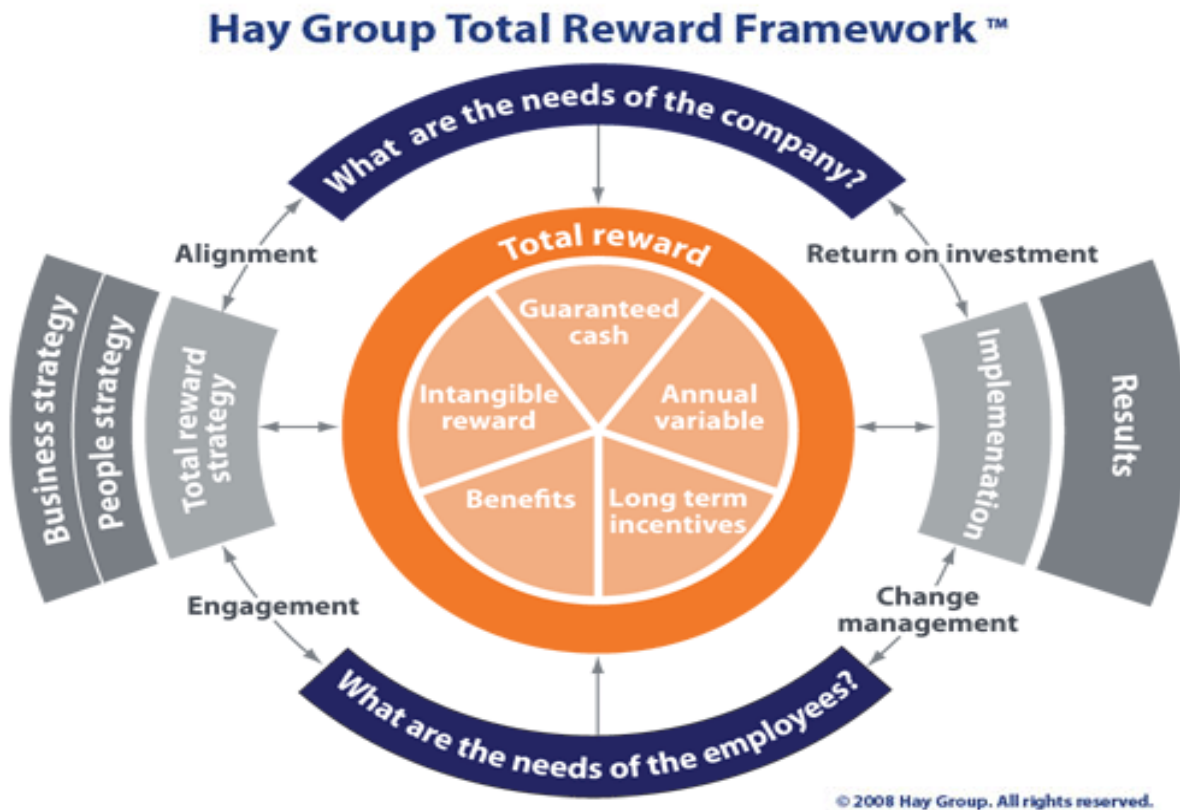 Hay Group Total Reward Framework ™
What are the needs of the company?
Alignment
Return on investment
Total reward
Guaranteed
cash
Intangible
reward
Annual
variable
Benefits
Long term
incentives
Business strategy
People strategy
Total reward
strategy
Implementation
Results
Engagement
Change
management
What are the needs of the employees?
© 2008 Hay Group. All rights reserved.